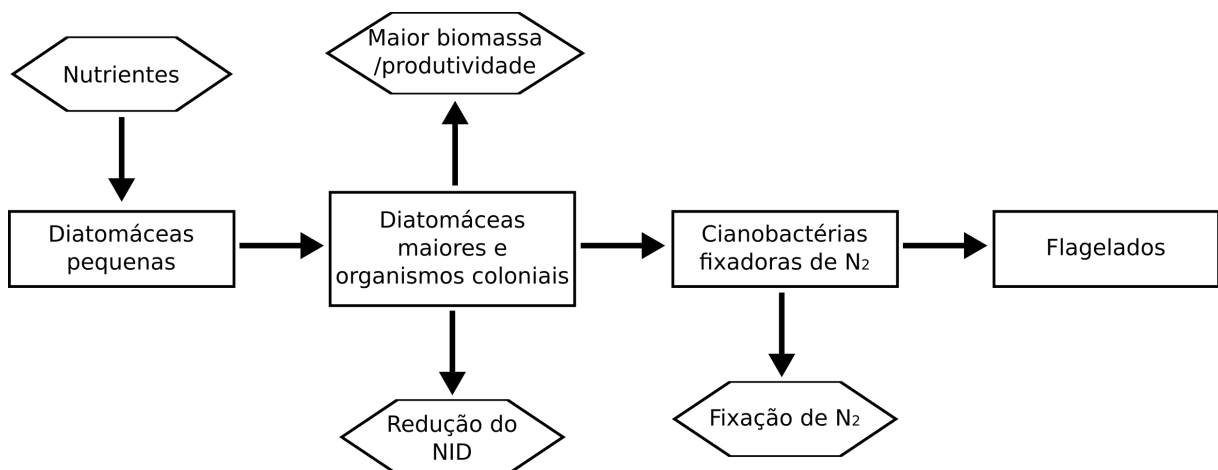 Nutrientes
Maior biomassa
/produtividade
Diatomáceas
pequenas
Diatomáceas
maiores e
organismos coloniais
Cianobactérias
fixadoras de N₂
Flagelados
Redução do
NID
Fixação de N₂